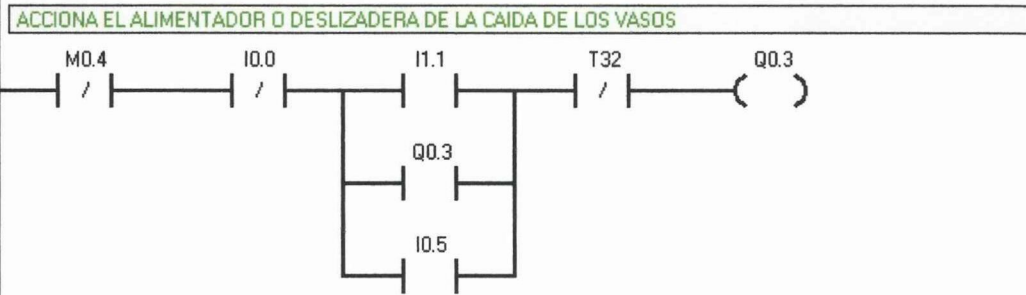 ACCIONA EL ALIMENTADOR O DESLIZADERA DE LA CAIDA DE LOS VASOS
M0.4 I0.0 I1.1 T32 Q0.3
Q0.3
I0.5